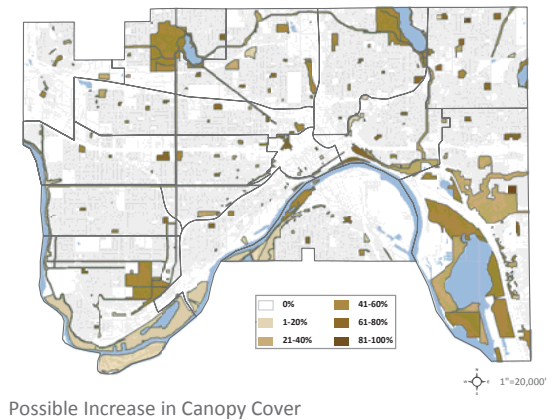 0% 41-60%
1-20% 61-80%
21-40% 81-100%
1"=20,000'
Possible Increase in Canopy Cover